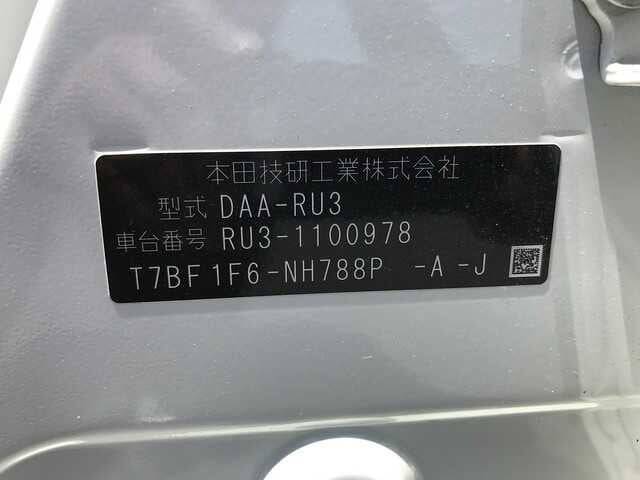 本田技研工業株式会社
型式 DAA-RU3
車台番号 RU3-1100978
T7BF1F6-NH788P -A -J